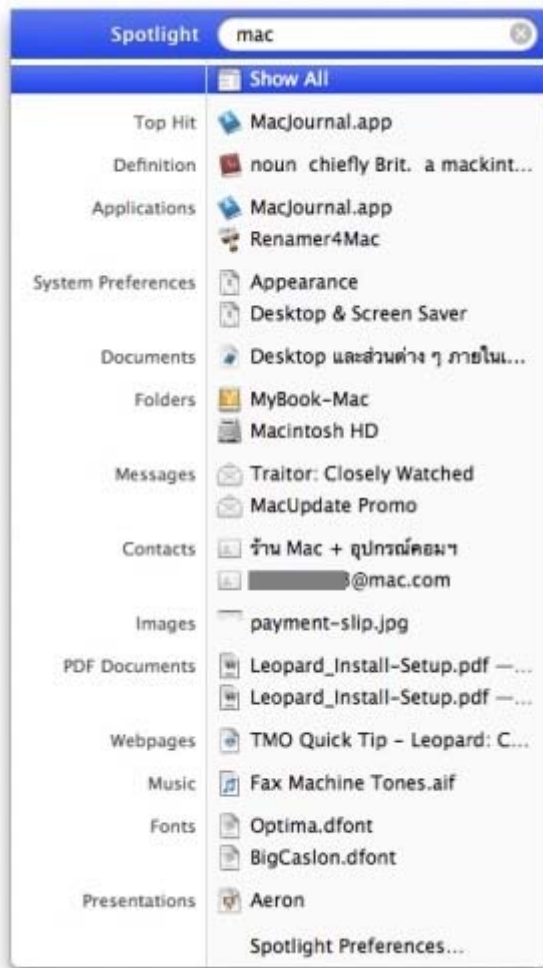 Spotlight mac
Show All
Top Hit MacJournal.app
Definition noun chiefly Brit. a mackint...
Applications MacJournal.app
Renamer4Mac
System Preferences Appearance
Desktop & Screen Saver
Documents Desktop และส่วนต่าง ๆ ภายในเ...
Folders MyBook-Mac
Macintosh HD
Messages Traitor: Closely Watched
MacUpdate Promo
Contacts ร้าน Mac + อุปกรณ์คอมฯ
@mac.com
Images payment-slip.jpg
PDF Documents Leopard_Install-Setup.pdf —...
Leopard_Install-Setup.pdf —...
Webpages TMO Quick Tip - Leopard: C...
Music Fax Machine Tones.aif
Fonts Optima.dfont
BigCaslon.dfont
Presentations Aeron
Spotlight Preferences...